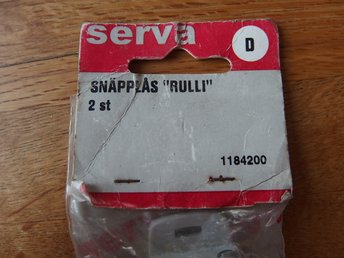 serva
D
SNÄPPLÅS "RULLI"
2 st
1184200